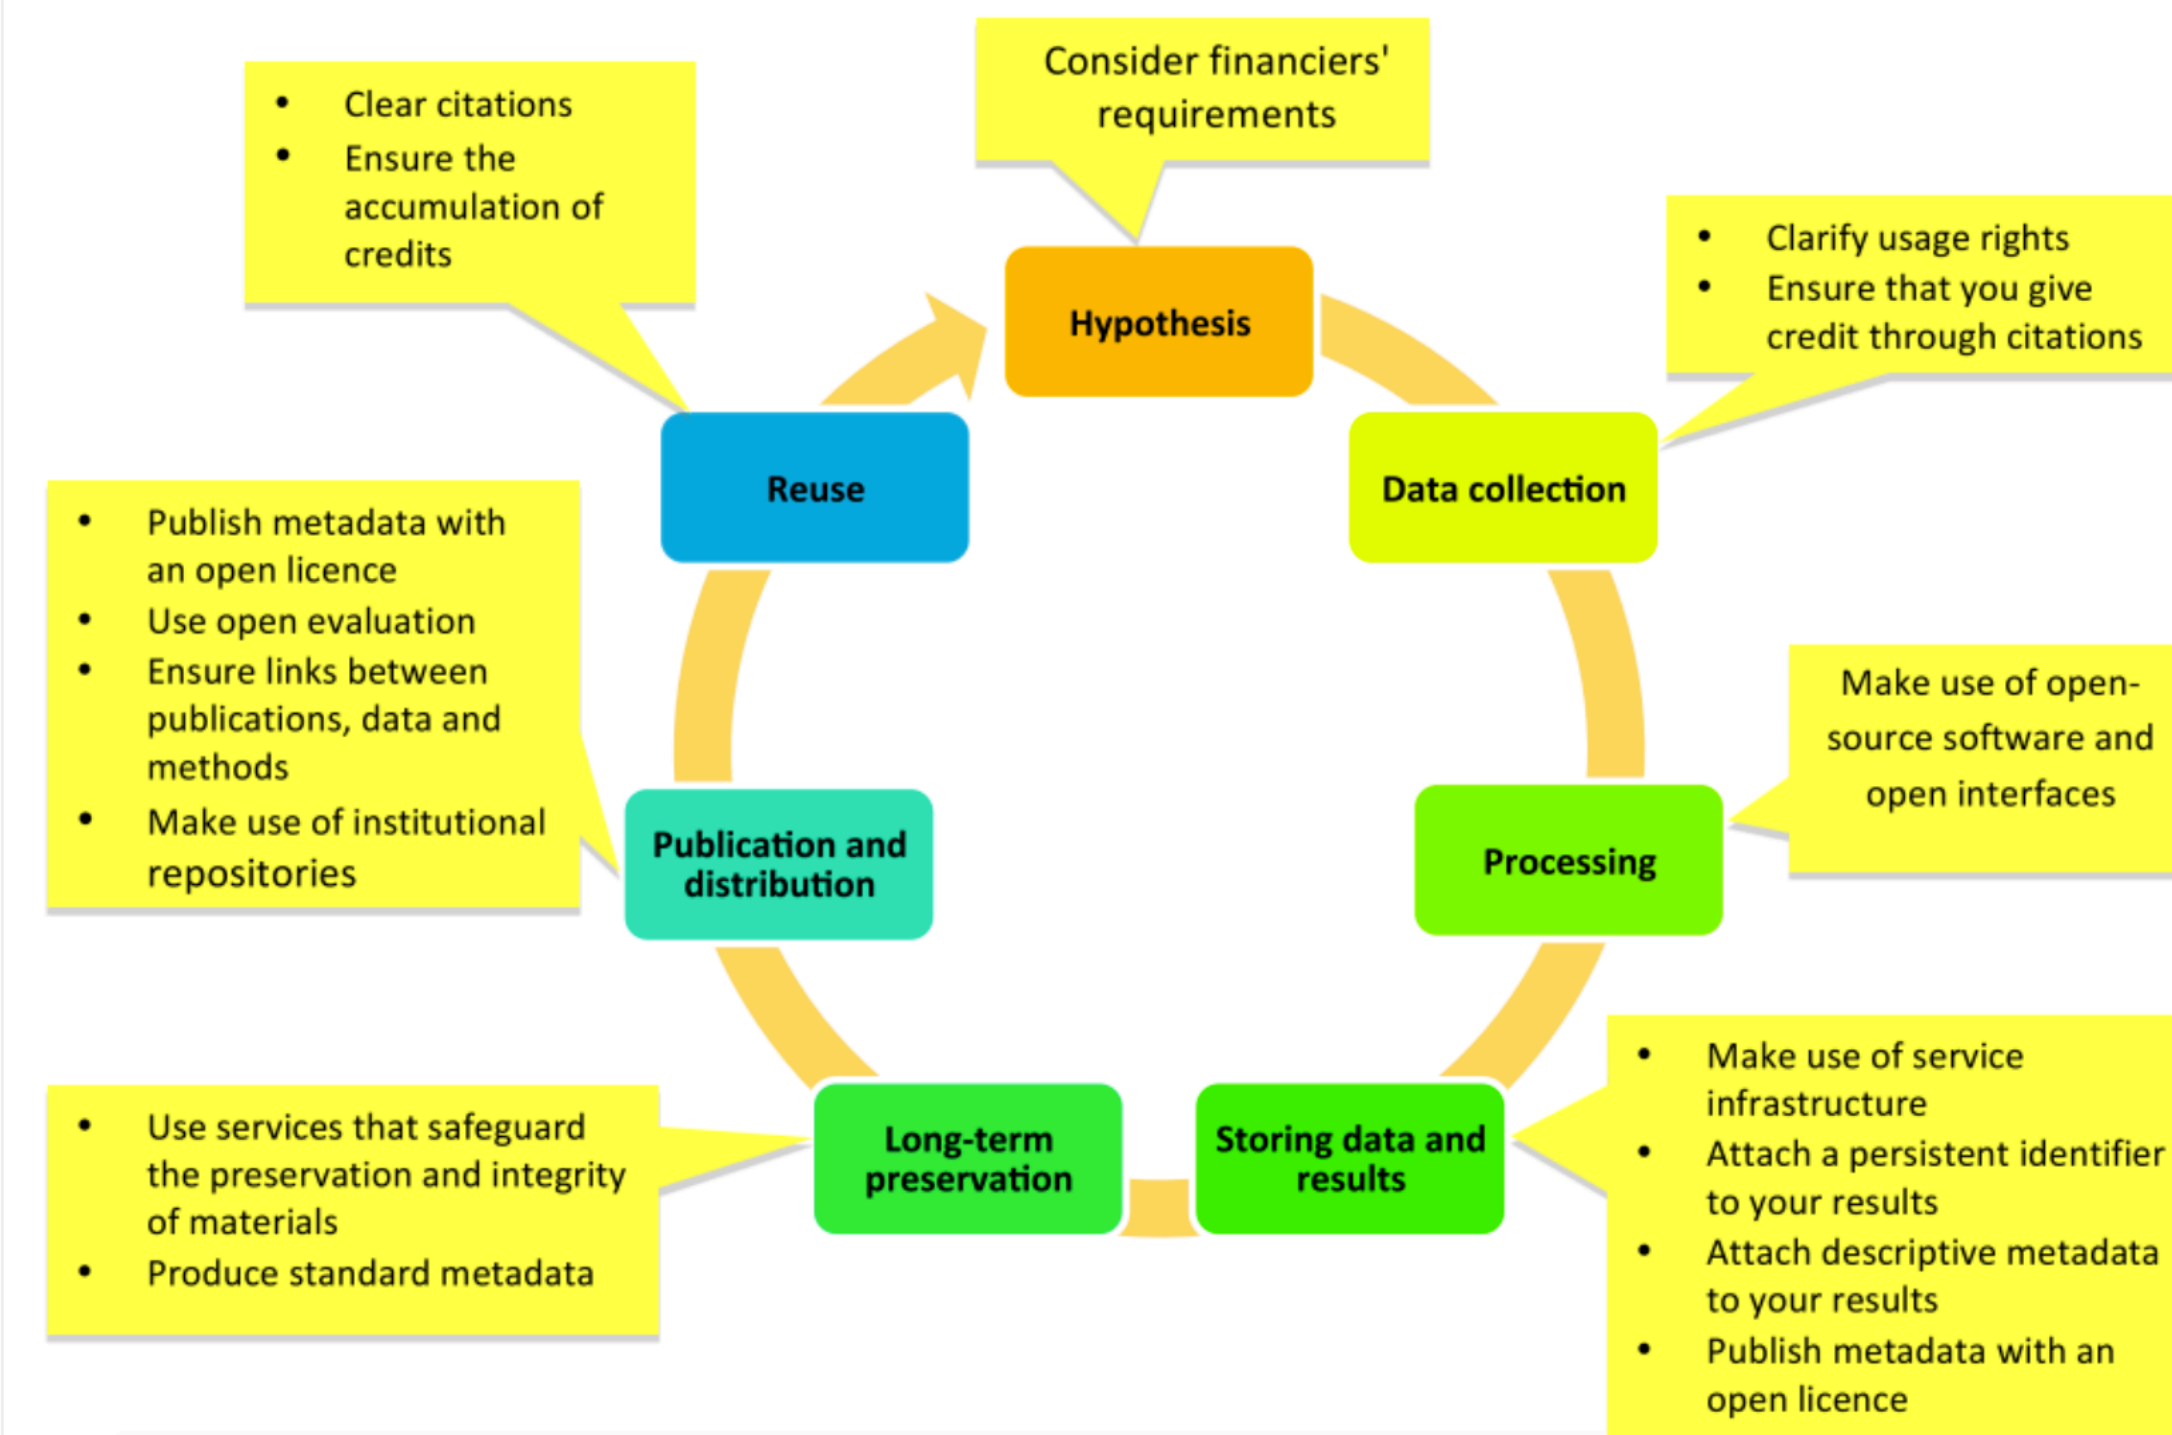 Consider financiers'
requirements
• Clear citations
• Ensure the
accumulation of
credits
• Clarify usage rights
• Ensure that you give
credit through citations
Hypothesis
Reuse
Data collection
• Publish metadata with
an open licence
• Use open evaluation
• Ensure links between
publications, data and
methods
• Make use of institutional
repositories
Make use of open-
source software and
open interfaces
Publication and
distribution
Processing
• Use services that safeguard
the preservation and integrity
of materials
• Produce standard metadata
Long-term
preservation
Storing data and
results
• Make use of service
infrastructure
• Attach a persistent identifier
to your results
• Attach descriptive metadata
to your results
• Publish metadata with an
open licence